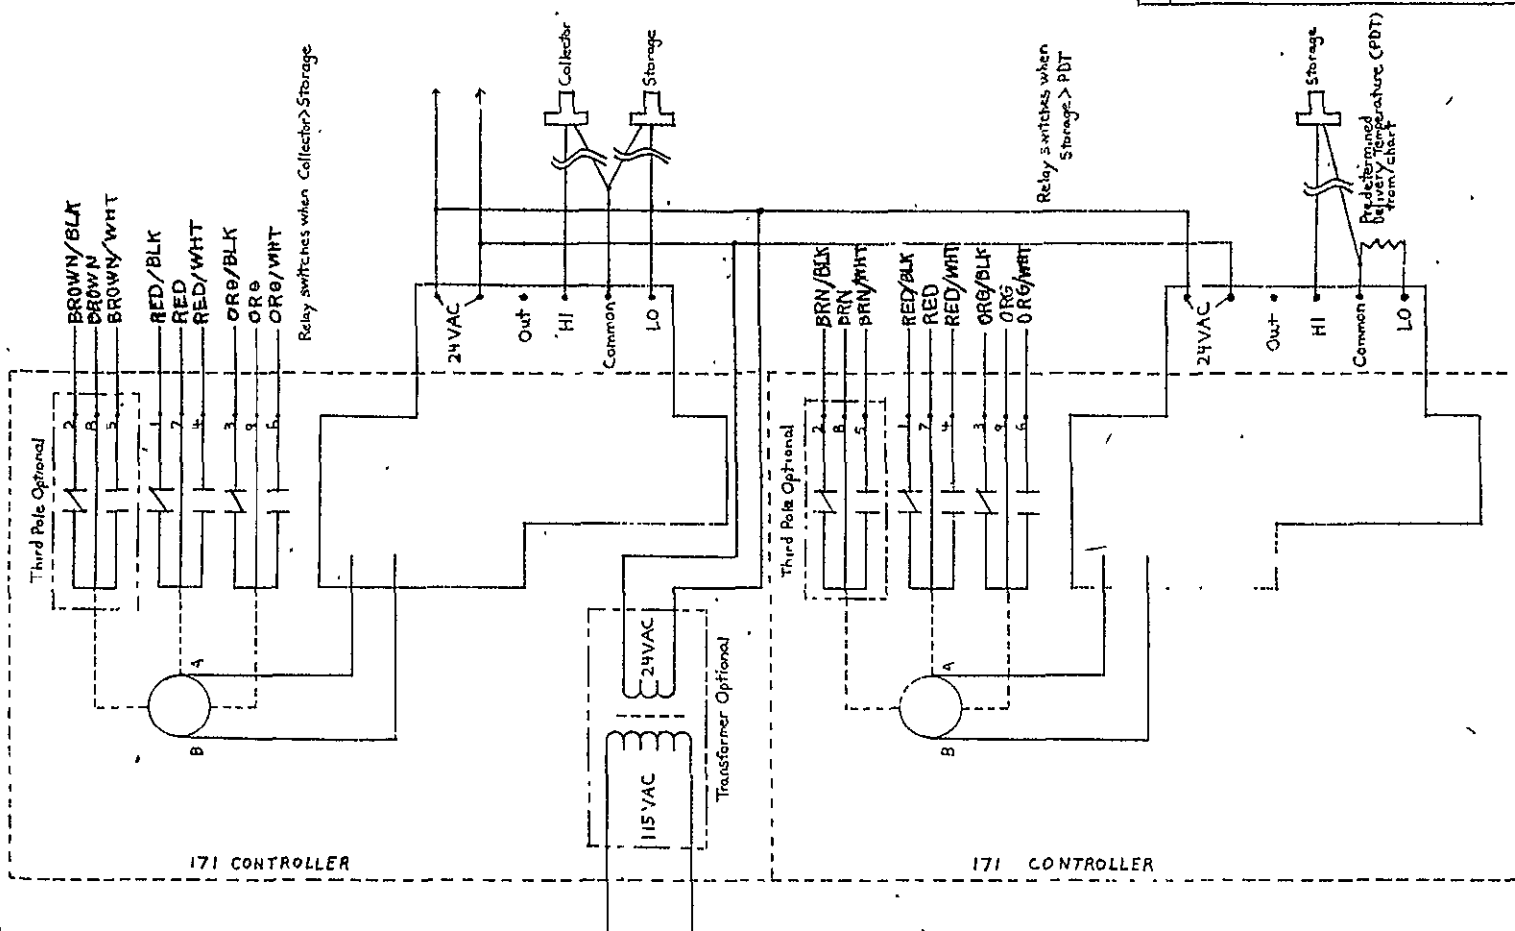 BROWN/BLK
BROWN
BROWN/WHT
RED/BLK
RED
RED/WHT
ORG/BLK
ORG
ORG/WHT
Relay switches when Collector>Storage
Third Pole Optional
2
8
5
1
7
4
3
9
6
24VAC
Out
HI
Common
LO
Collector
Storage
A
B
115VAC
24VAC
Transformer Optional
171 CONTROLLER
Relay switches when
Storage>PDT
BRN/BLK
BRN
BRN/WHT
RED/BLK
RED
RED/WHT
ORG/BLK
ORG
ORG/WHT
Third Pole Optional
2
8
5
1
7
4
3
9
6
24VAC
Out
HI
Common
LO
Storage
Predetermined
Delivery Temperature (PDT)
from chart
A
B
171 CONTROLLER